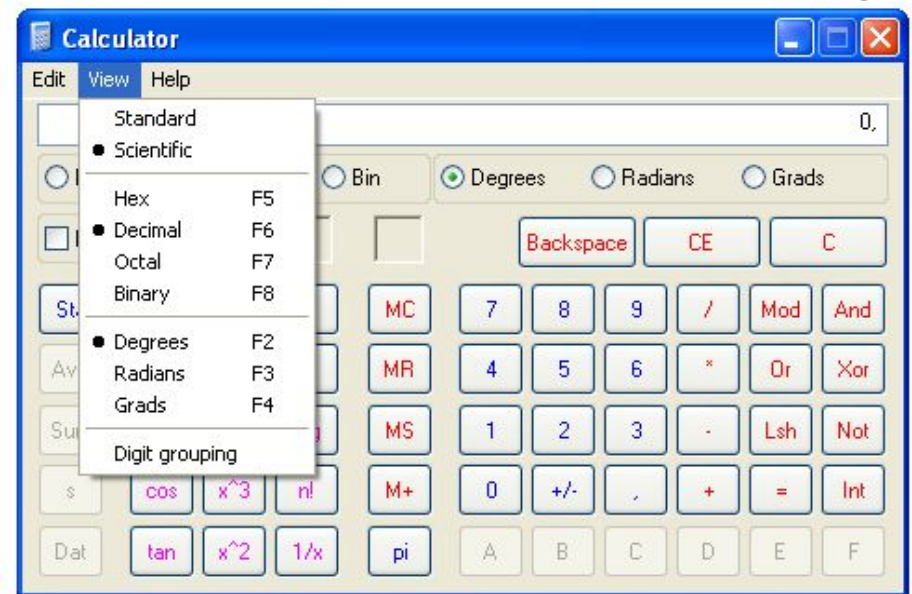 Calculator
Edit View Help
0,
Standard
Scientific
Hex F5
Decimal F6
Octal F7
Binary F8
Degrees F2
Radians F3
Grads F4
Digit grouping
Bin Degrees Radians Grads
Backspace CE C
MC 7 8 9 / Mod And
MR 4 5 6 * Or Xor
MS 1 2 3 - Lsh Not
s cos x^3 n! M+ 0 +/- , + = Int
Dat tan x^2 1/x pi A B C D E F